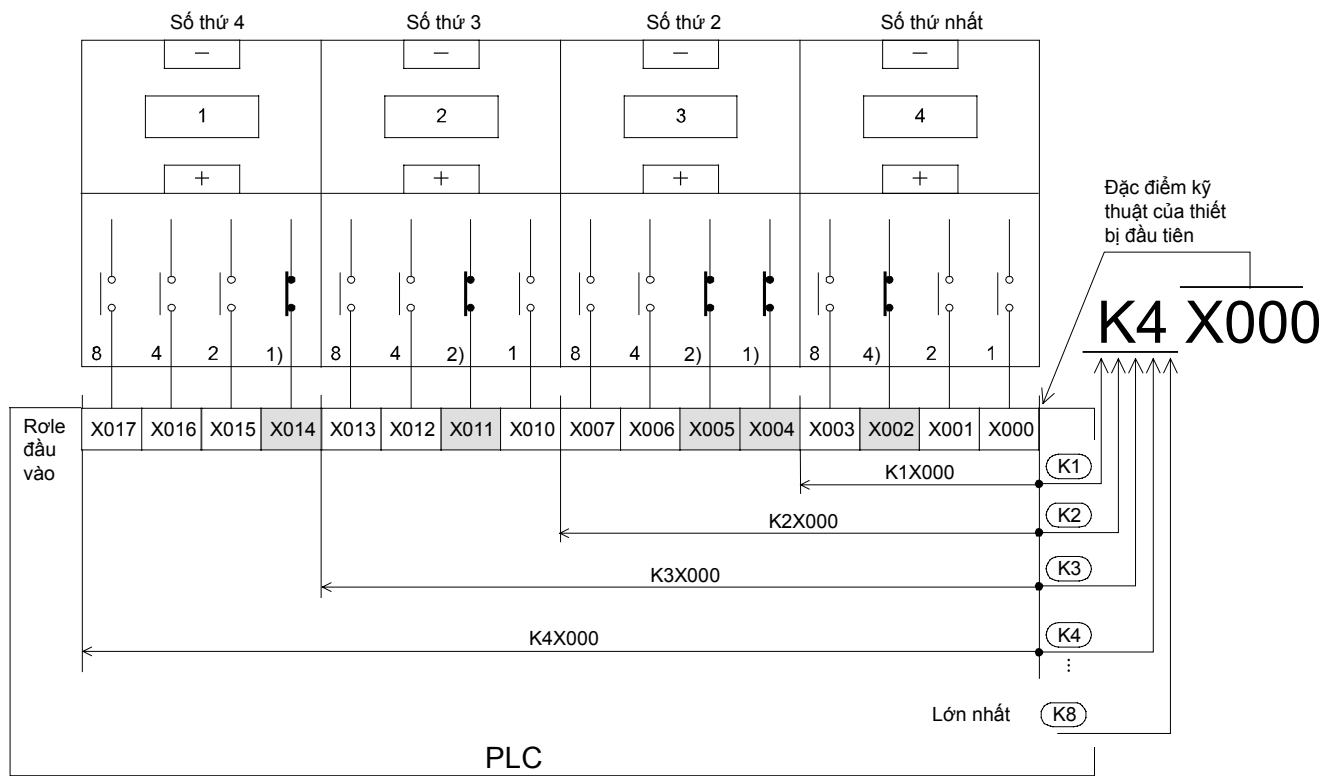 Số thứ 4 Số thứ 3 Số thứ 2 Số thứ nhất
− − − −
1 2 3 4
+ + + +
Đặc điểm kỹ
thuật của thiết
bị đầu tiên
K4 X000
8 4 2 1) 8 4 2) 1 8 4 2) 1) 8 4) 2 1
Rơle
đầu
vào
X017 X016 X015 X014 X013 X012 X011 X010 X007 X006 X005 X004 X003 X002 X001 X000
K1X000 K1
K2X000 K2
K3X000 K3
K4X000 K4
⋮
Lớn nhất K8
PLC